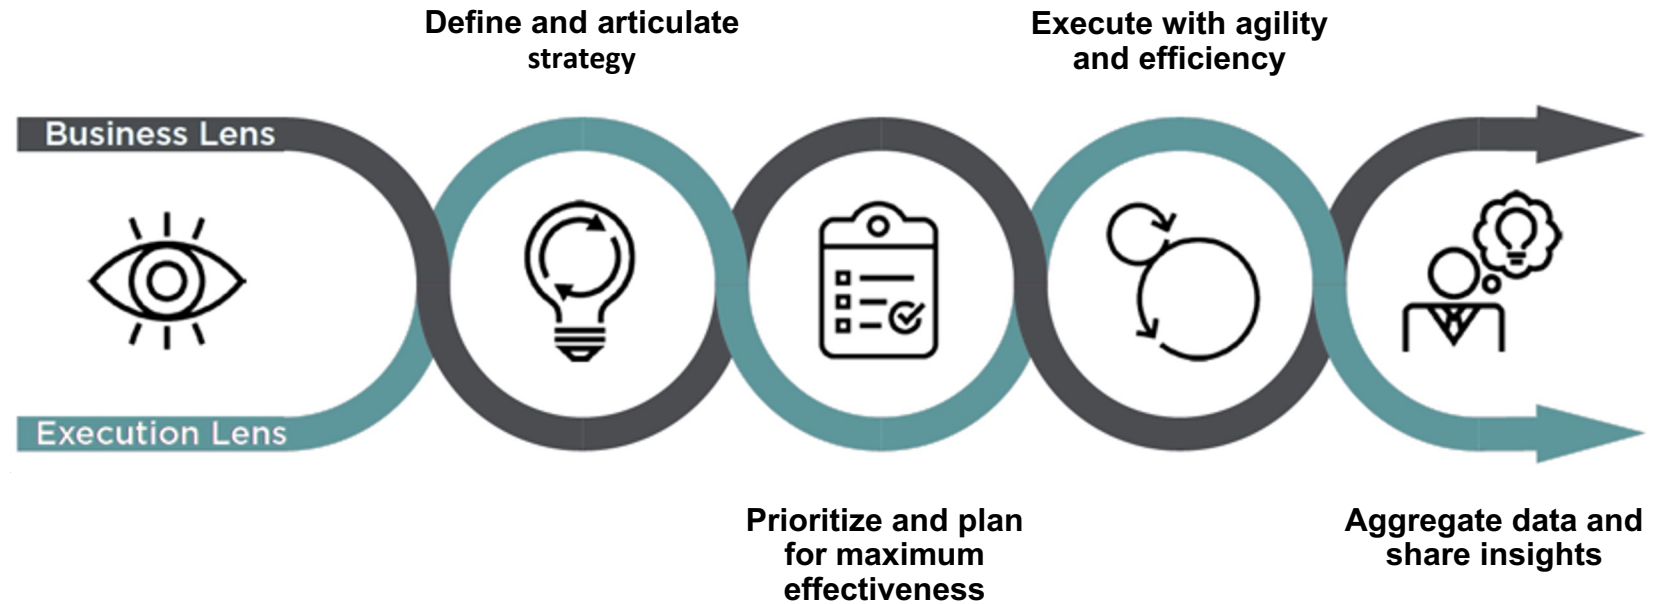 Define and articulate
strategy
Execute with agility
and efficiency
Business Lens
Execution Lens
Prioritize and plan
for maximum
effectiveness
Aggregate data and
share insights